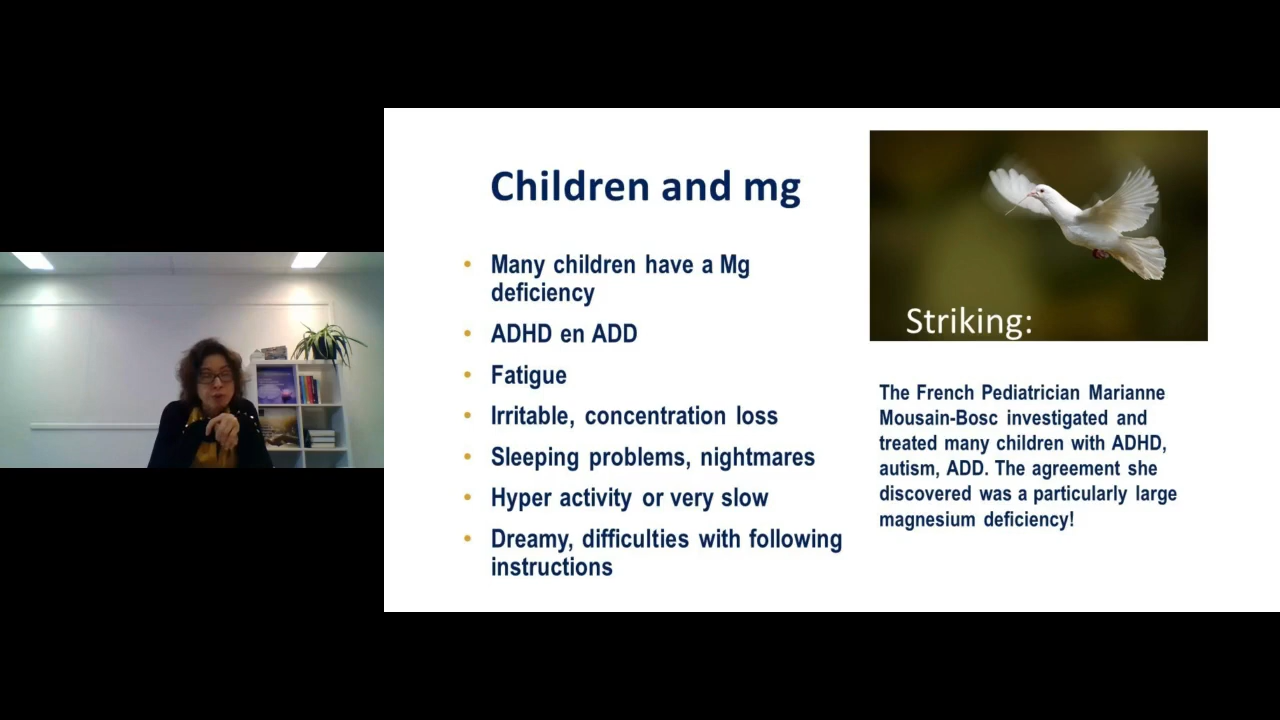 Children and mg
• Many children have a Mg
deficiency
• ADHD en ADD
• Fatigue
• Irritable, concentration loss
• Sleeping problems, nightmares
• Hyper activity or very slow
• Dreamy, difficulties with following
instructions
Striking:
The French Pediatrician Marianne
Mousain-Bosc investigated and
treated many children with ADHD,
autism, ADD. The agreement she
discovered was a particularly large
magnesium deficiency!